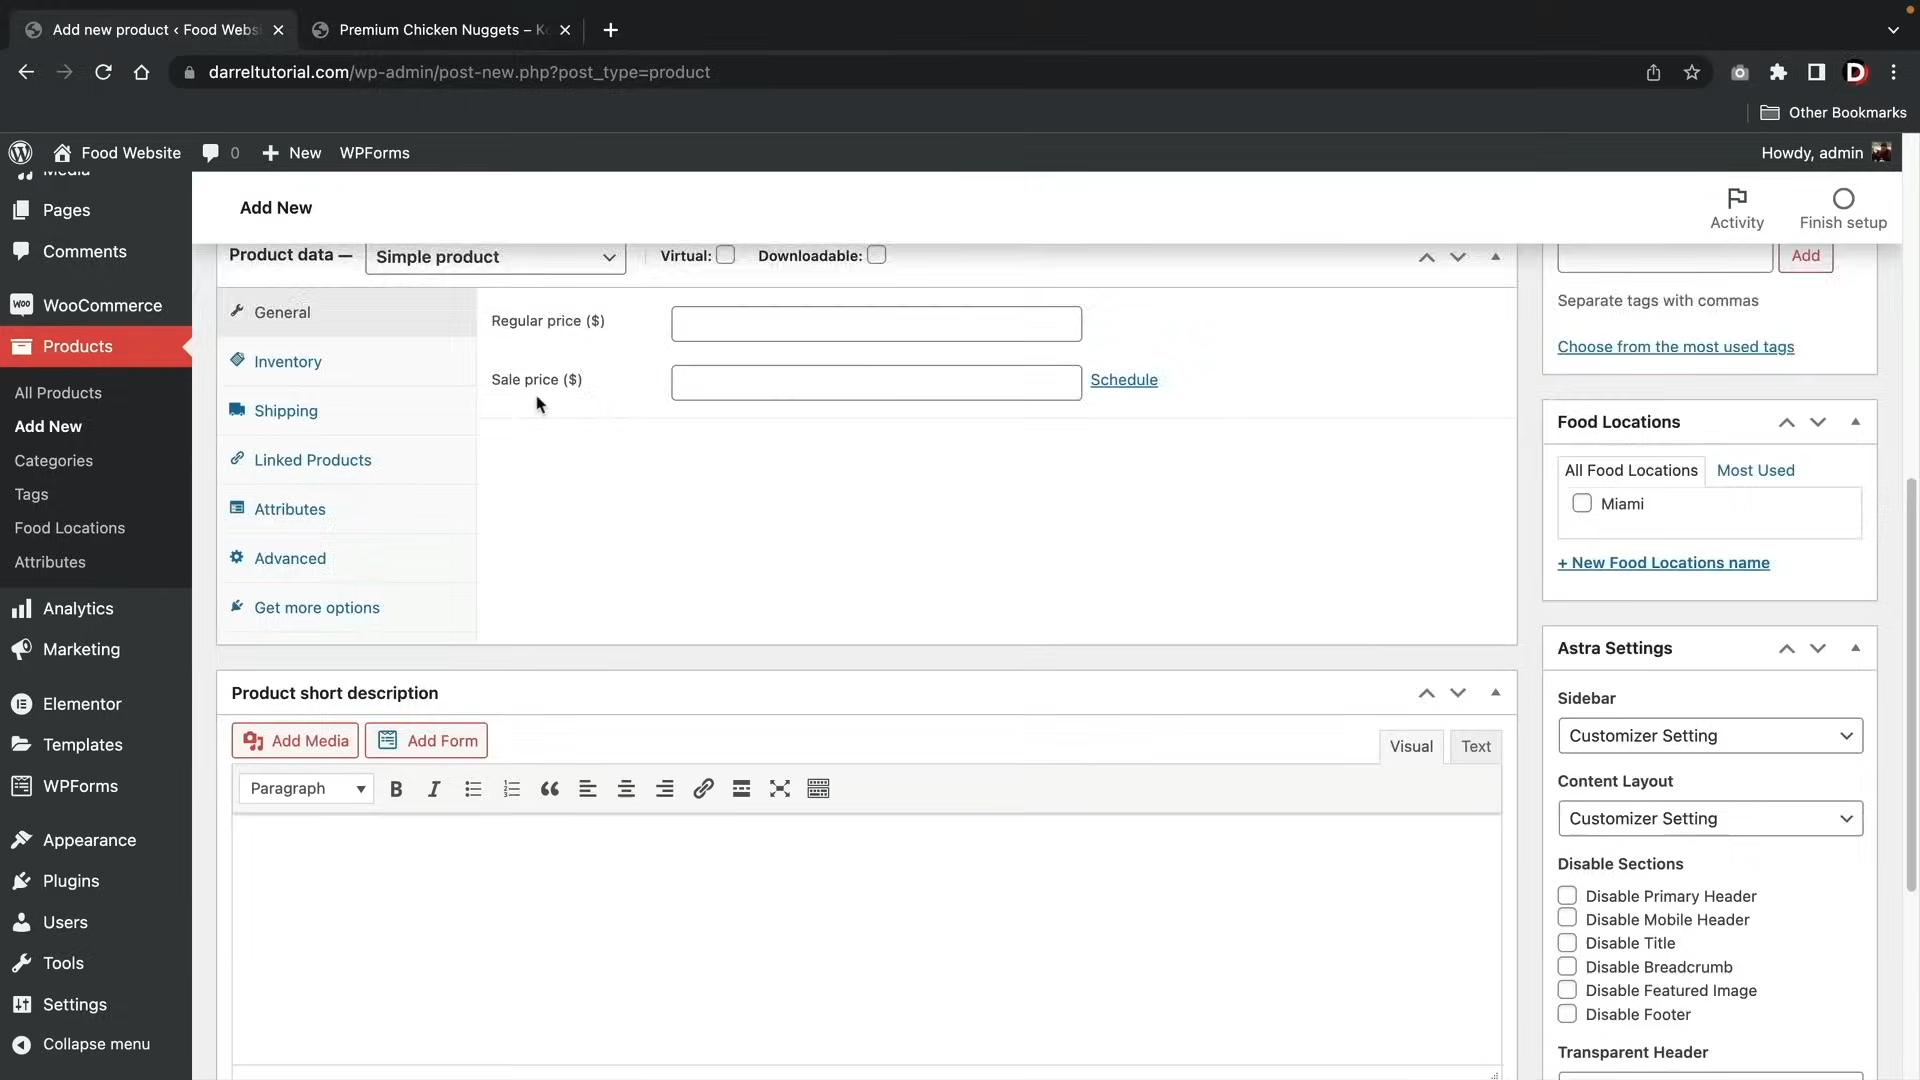 Add new product ‹ Food Websi
Premium Chicken Nuggets – Ko
darreltutorial.com/wp-admin/post-new.php?post_type=product
Other Bookmarks
Food Website
0
New
WPForms
Howdy, admin
Media
Pages
Comments
WooCommerce
Products
All Products
Add New
Categories
Tags
Food Locations
Attributes
Analytics
Marketing
Elementor
Templates
WPForms
Appearance
Plugins
Users
Tools
Settings
Collapse menu
Add New
Activity
Finish setup
Product data —
Simple product
Virtual:
Downloadable:
General
Inventory
Shipping
Linked Products
Attributes
Advanced
Get more options
Regular price ($)
Sale price ($)
Schedule
Product short description
Add Media
Add Form
Visual
Text
Paragraph
B
I
Add
Separate tags with commas
Choose from the most used tags
Food Locations
All Food Locations
Most Used
Miami
+ New Food Locations name
Astra Settings
Sidebar
Customizer Setting
Content Layout
Customizer Setting
Disable Sections
Disable Primary Header
Disable Mobile Header
Disable Title
Disable Breadcrumb
Disable Featured Image
Disable Footer
Transparent Header